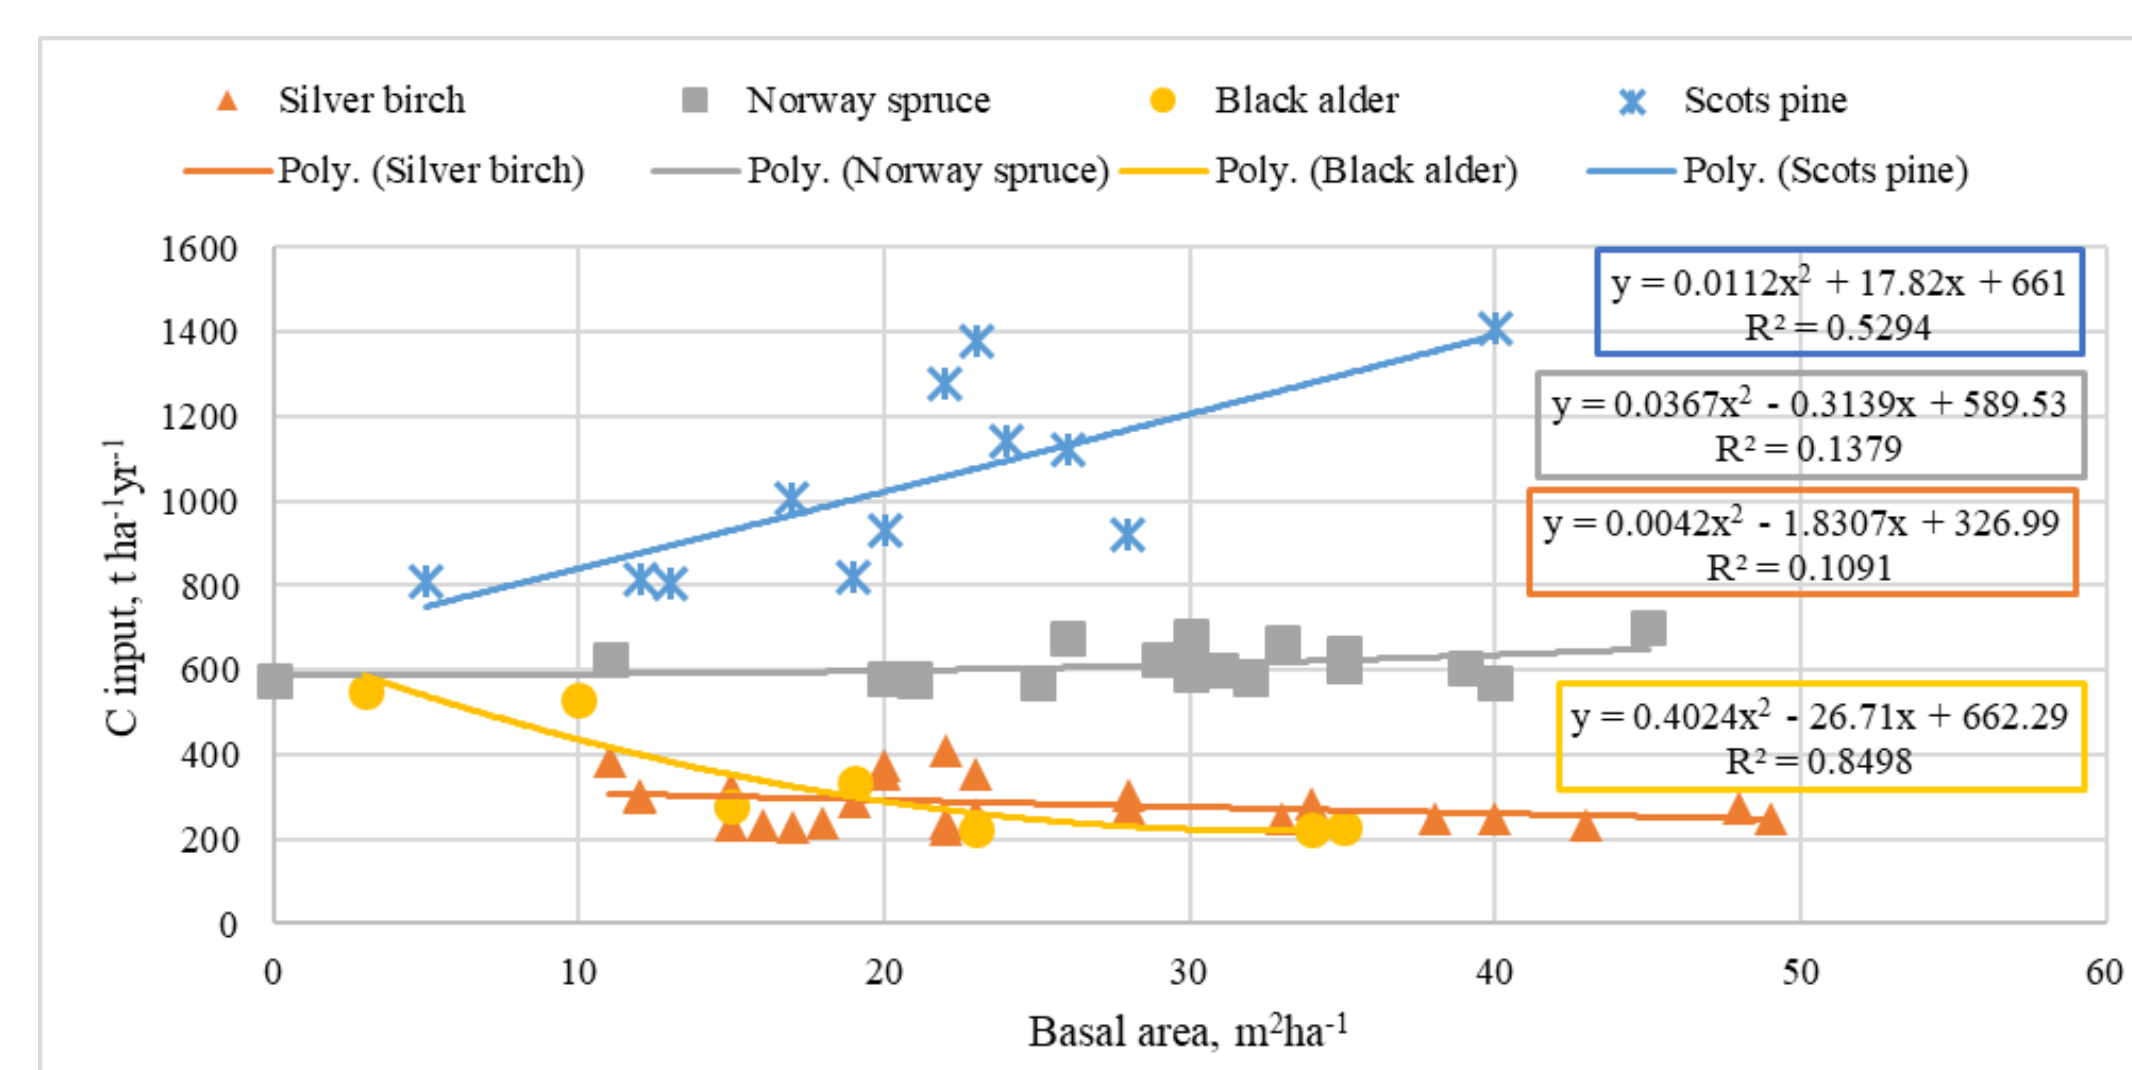 Silver birch
Norway spruce
Black alder
Scots pine
Poly. (Silver birch)
Poly. (Norway spruce)
Poly. (Black alder)
Poly. (Scots pine)
1600
1400
1200
1000
800
600
400
200
0
C input, t ha⁻¹yr⁻¹
y = 0.0112x² + 17.82x + 661
R² = 0.5294
y = 0.0367x² - 0.3139x + 589.53
R² = 0.1379
y = 0.0042x² - 1.8307x + 326.99
R² = 0.1091
y = 0.4024x² - 26.71x + 662.29
R² = 0.8498
0 10 20 30 40 50 60
Basal area, m²ha⁻¹